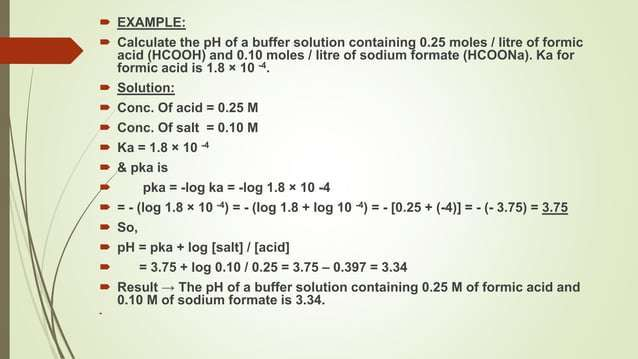 EXAMPLE:
Calculate the pH of a buffer solution containing 0.25 moles / litre of formic
acid (HCOOH) and 0.10 moles / litre of sodium formate (HCOONa). Ka for
formic acid is 1.8 × 10 ⁻⁴.
Solution:
Conc. Of acid = 0.25 M
Conc. Of salt = 0.10 M
Ka = 1.8 × 10 ⁻⁴
& pka is
pka = -log ka = -log 1.8 × 10 -4
= - (log 1.8 × 10 ⁻⁴) = - (log 1.8 + log 10 ⁻⁴) = - [0.25 + (-4)] = - (- 3.75) = 3.75
So,
pH = pka + log [salt] / [acid]
= 3.75 + log 0.10 / 0.25 = 3.75 – 0.397 = 3.34
Result → The pH of a buffer solution containing 0.25 M of formic acid and
0.10 M of sodium formate is 3.34.